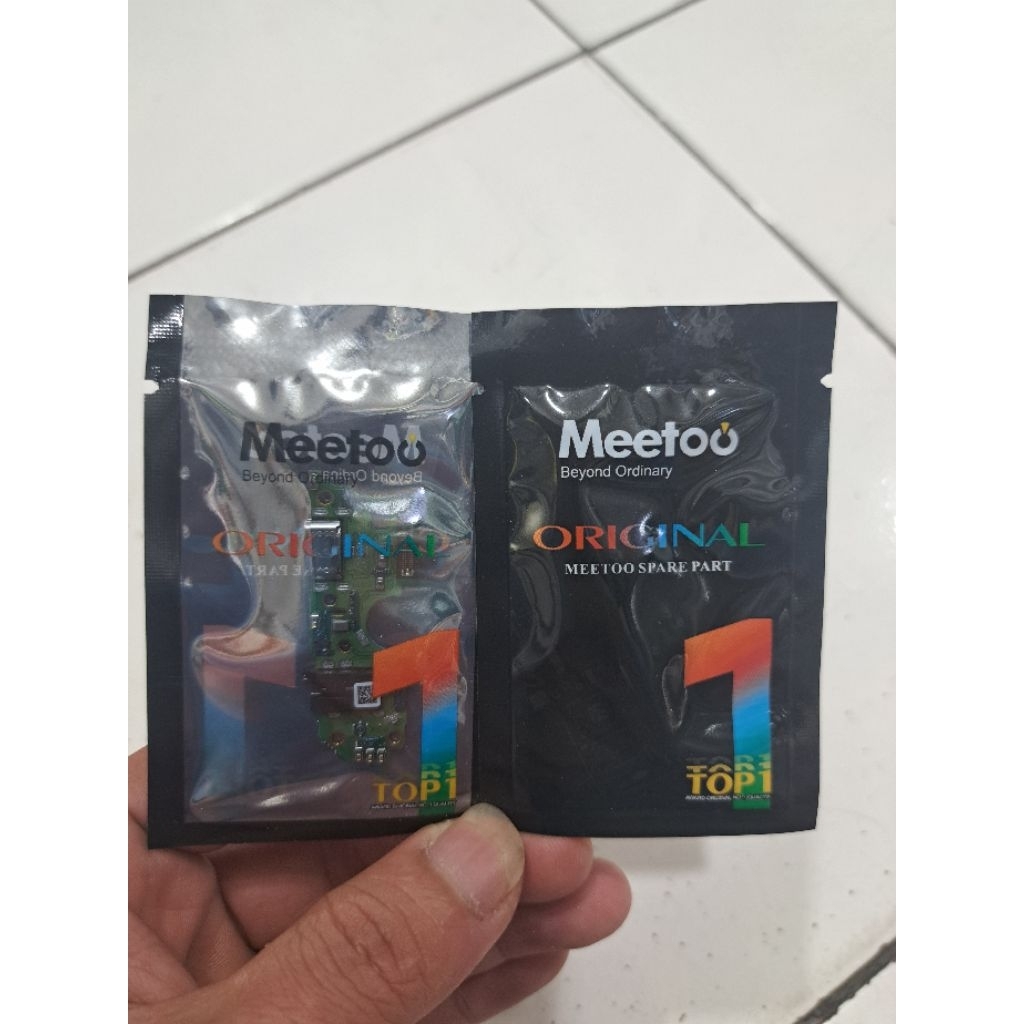 Meetoo
Beyond Ordinary
ORIGINAL
1
TOP1
Meetoo
Beyond Ordinary
ORIGINAL
MEETOO SPARE PART
1
TOP1